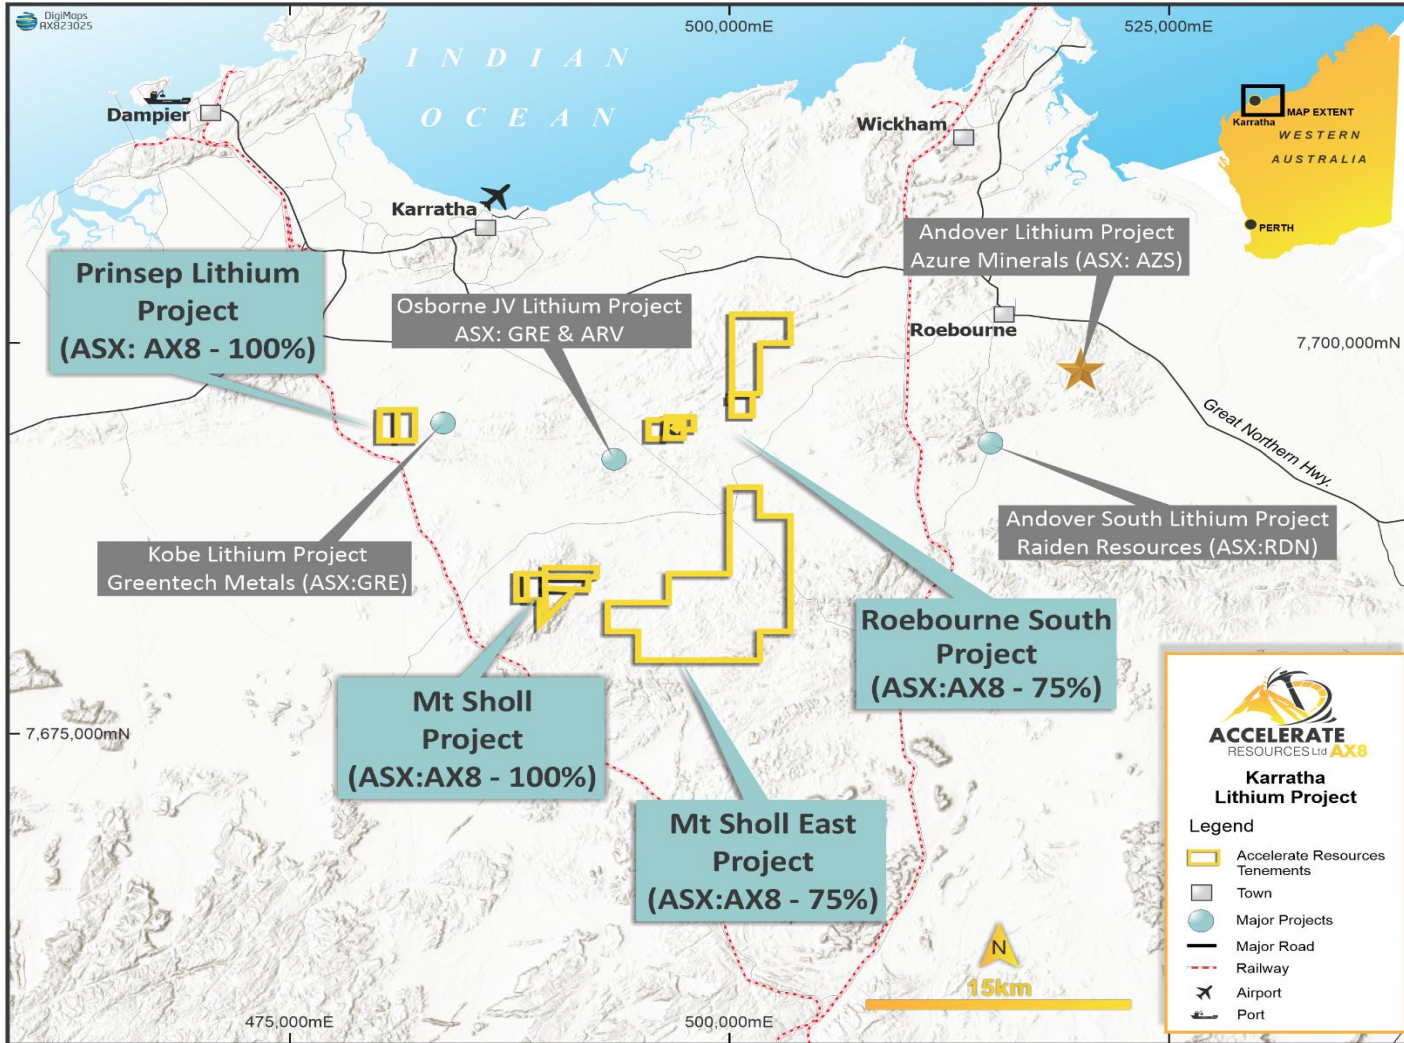 DigiMaps
AX823025
500,000mE
525,000mE
INDIAN
OCEAN
Dampier
Wickham
Karratha
Karratha
MAP EXTENT
WESTERN
AUSTRALIA
PERTH
Prinsep Lithium
Project
(ASX: AX8 - 100%)
Osborne JV Lithium Project
ASX: GRE & ARV
Andover Lithium Project
Azure Minerals (ASX: AZS)
Roebourne
7,700,000mN
Great Northern Hwy.
Kobe Lithium Project
Greentech Metals (ASX:GRE)
Andover South Lithium Project
Raiden Resources (ASX:RDN)
Roebourne South
Project
(ASX:AX8 - 75%)
Mt Sholl
Project
(ASX:AX8 - 100%)
7,675,000mN
Mt Sholl East
Project
(ASX:AX8 - 75%)
N
15km
475,000mE
500,000mE
ACCELERATE
RESOURCES Ltd AX8
Karratha
Lithium Project
Legend
Accelerate Resources
Tenements
Town
Major Projects
Major Road
Railway
Airport
Port